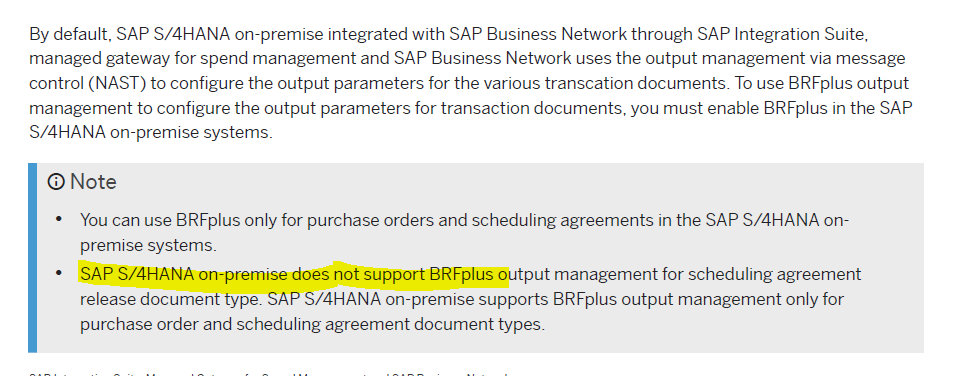 By default, SAP S/4HANA on-premise integrated with SAP Business Network through SAP Integration Suite,
managed gateway for spend management and SAP Business Network uses the output management via message
control (NAST) to configure the output parameters for the various transcation documents. To use BRFplus output
management to configure the output parameters for transaction documents, you must enable BRFplus in the SAP
S/4HANA on-premise systems.
Note
• You can use BRFplus only for purchase orders and scheduling agreements in the SAP S/4HANA on-
premise systems.
• SAP S/4HANA on-premise does not support BRFplus output management for scheduling agreement
release document type. SAP S/4HANA on-premise supports BRFplus output management only for
purchase order and scheduling agreement document types.